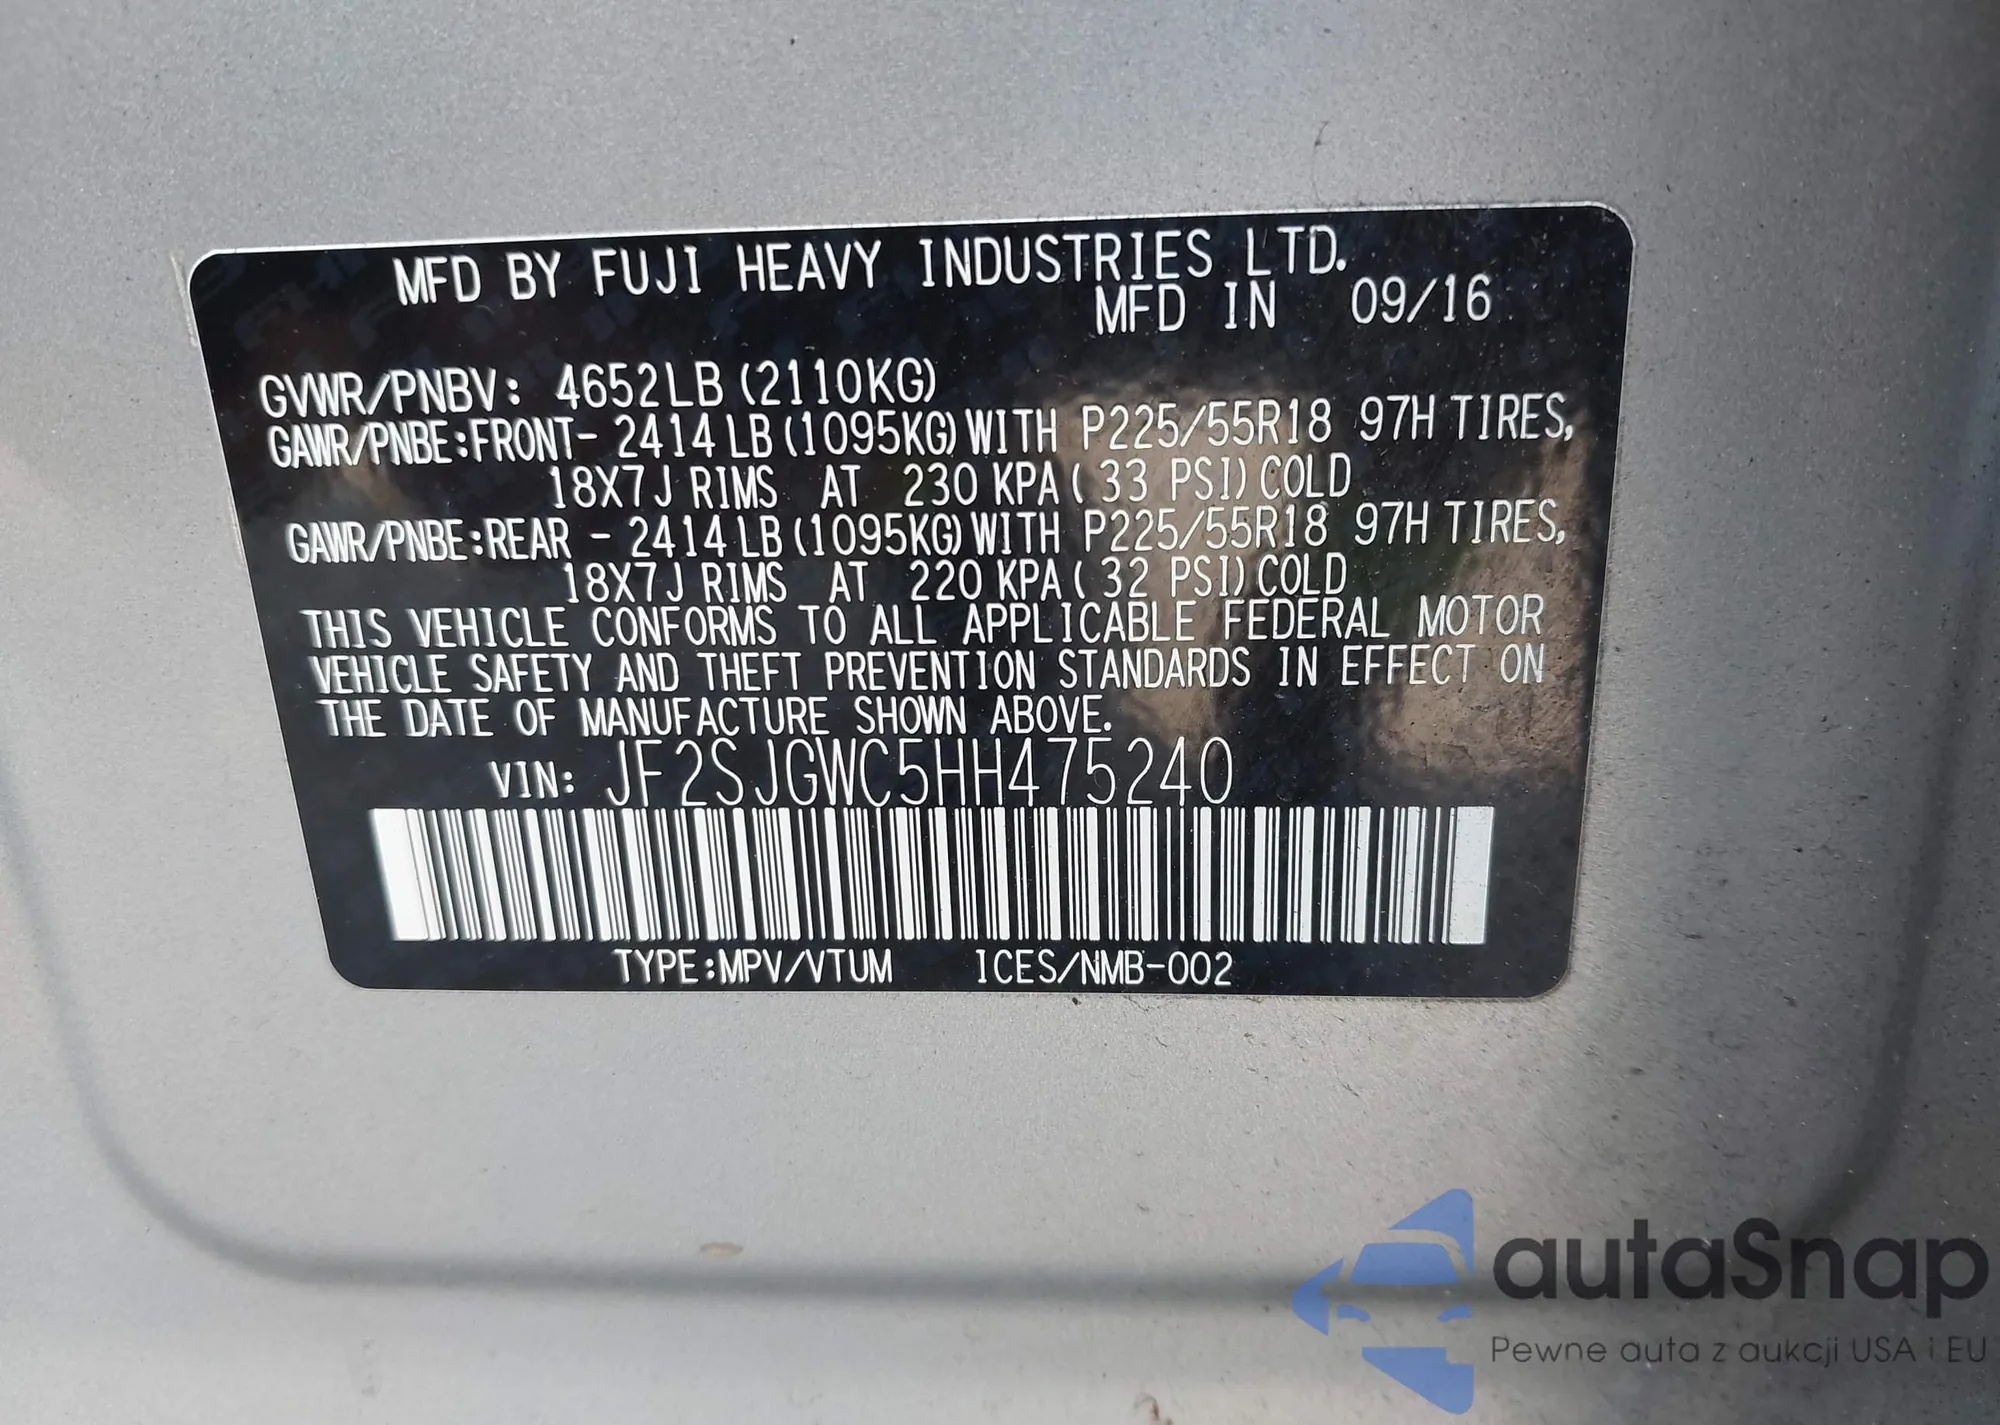 MFD BY FUJI HEAVY INDUSTRIES LTD.
MFD IN 09/16
GVWR/PNBV: 4652LB (2110KG)
GAWR/PNBE:FRONT- 2414 LB (1095KG) WITH P225/55R18 97H TIRES,
18X7J RIMS AT 230 KPA ( 33 PSI) COLD
GAWR/PNBE:REAR - 2414 LB (1095KG) WITH P225/55R18 97H TIRES,
18X7J RIMS AT 220 KPA ( 32 PSI) COLD
THIS VEHICLE CONFORMS TO ALL APPLICABLE FEDERAL MOTOR
VEHICLE SAFETY AND THEFT PREVENTION STANDARDS IN EFFECT ON
THE DATE OF MANUFACTURE SHOWN ABOVE.
VIN: JF2SJGWC5HH475240
TYPE:MPV/VTUM ICES/NMB-002
autaSnap
Pewne auta z aukcji USA i EU